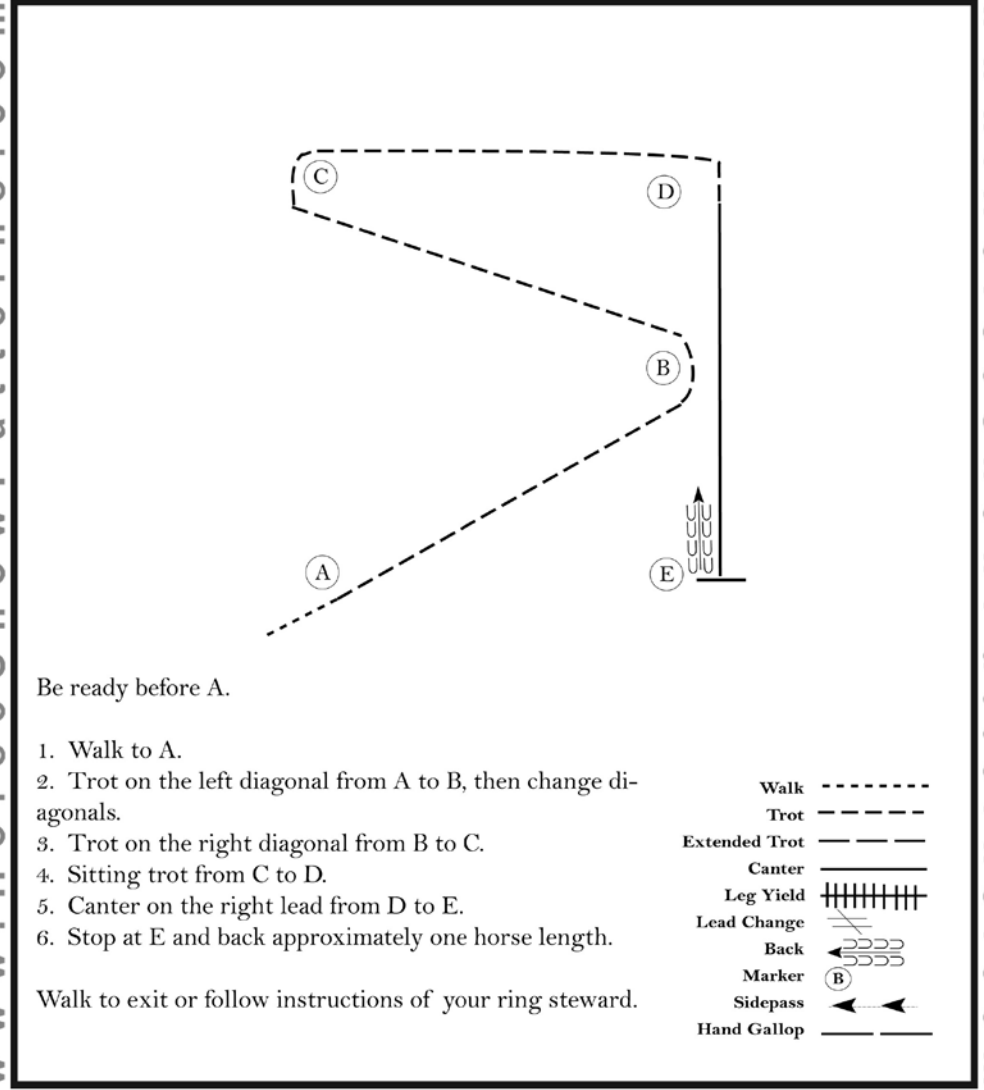 C
D
B
A
E
Be ready before A.
1. Walk to A.
2. Trot on the left diagonal from A to B, then change di-
agonals.
3. Trot on the right diagonal from B to C.
4. Sitting trot from C to D.
5. Canter on the right lead from D to E.
6. Stop at E and back approximately one horse length.
Walk to exit or follow instructions of your ring steward.
Walk
Trot
Extended Trot
Canter
Leg Yield
Lead Change
Back
Marker B
Sidepass
Hand Gallop